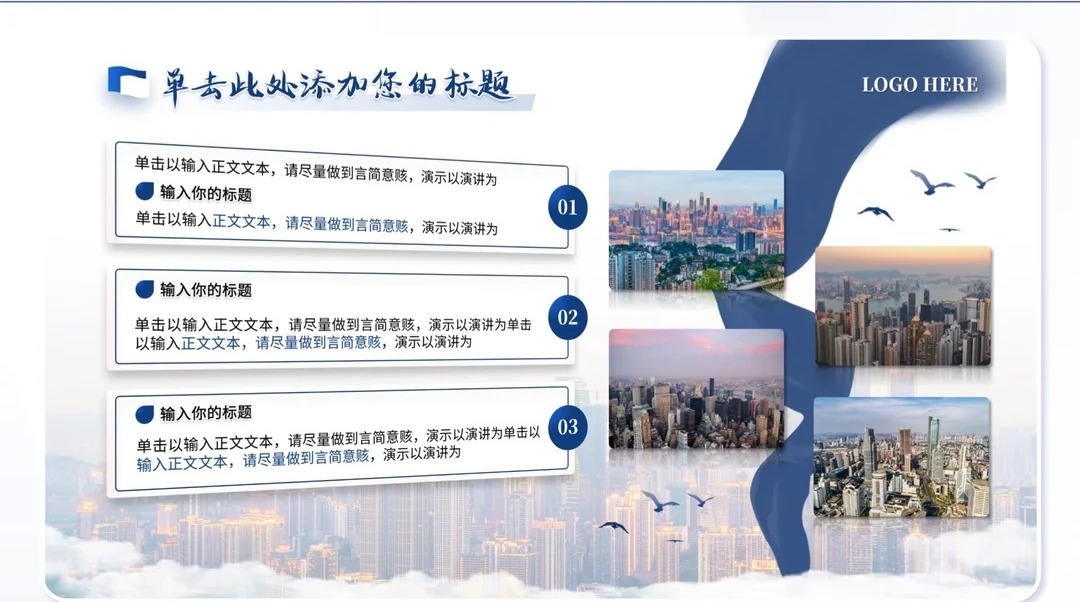 单击此处添加您的标题
LOGO HERE
单击以输入正文文本，请尽量做到言简意赅，演示以演讲为
输入你的标题
单击以输入正文文本，请尽量做到言简意赅，演示以演讲为
01
输入你的标题
单击以输入正文文本，请尽量做到言简意赅，演示以演讲为单击
以输入正文文本，请尽量做到言简意赅，演示以演讲为
02
输入你的标题
单击以输入正文文本，请尽量做到言简意赅，演示以演讲为单击以
输入正文文本，请尽量做到言简意赅，演示以演讲为
03